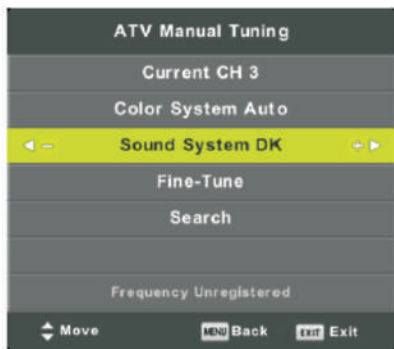 ATV Manual Tuning
Current CH 3
Color System Auto
Sound System DK
Fine-Tune
Search
Frequency Unregistered
Move MENU Back EXIT Exit